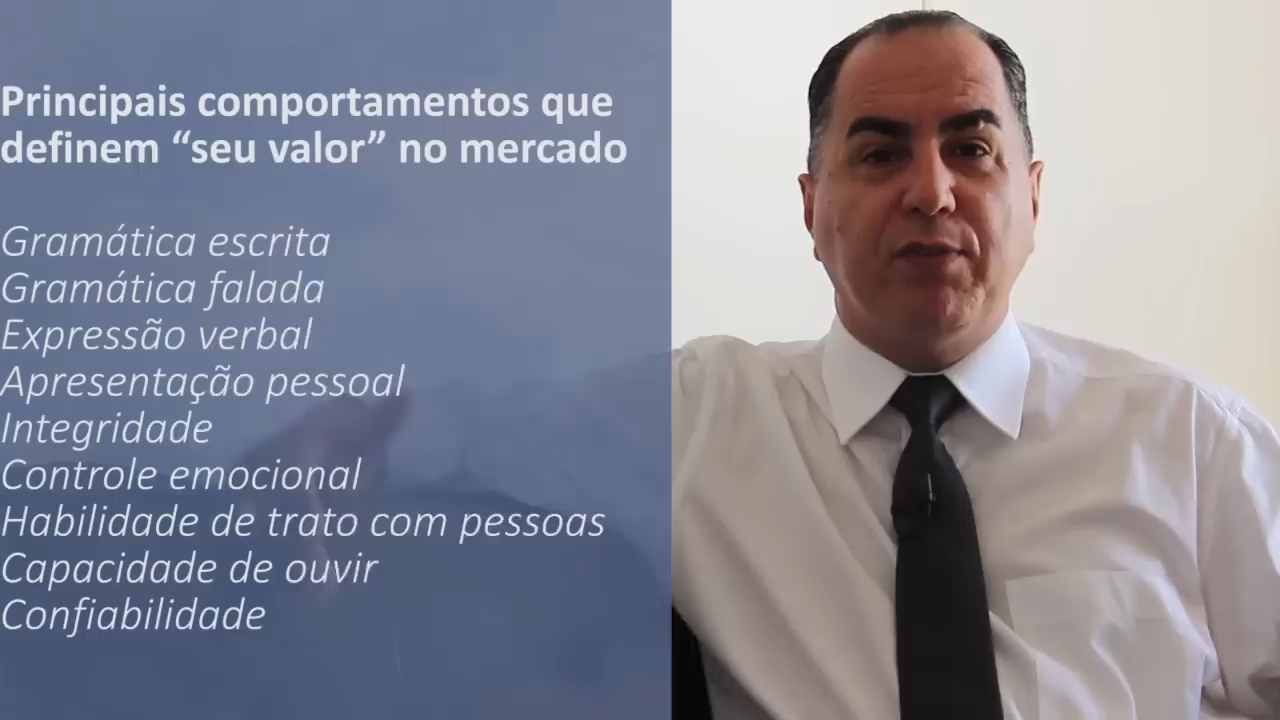 Principais comportamentos que
definem “seu valor” no mercado
Gramática escrita
Gramática falada
Expressão verbal
Apresentação pessoal
Integridade
Controle emocional
Habilidade de trato com pessoas
Capacidade de ouvir
Confiabilidade